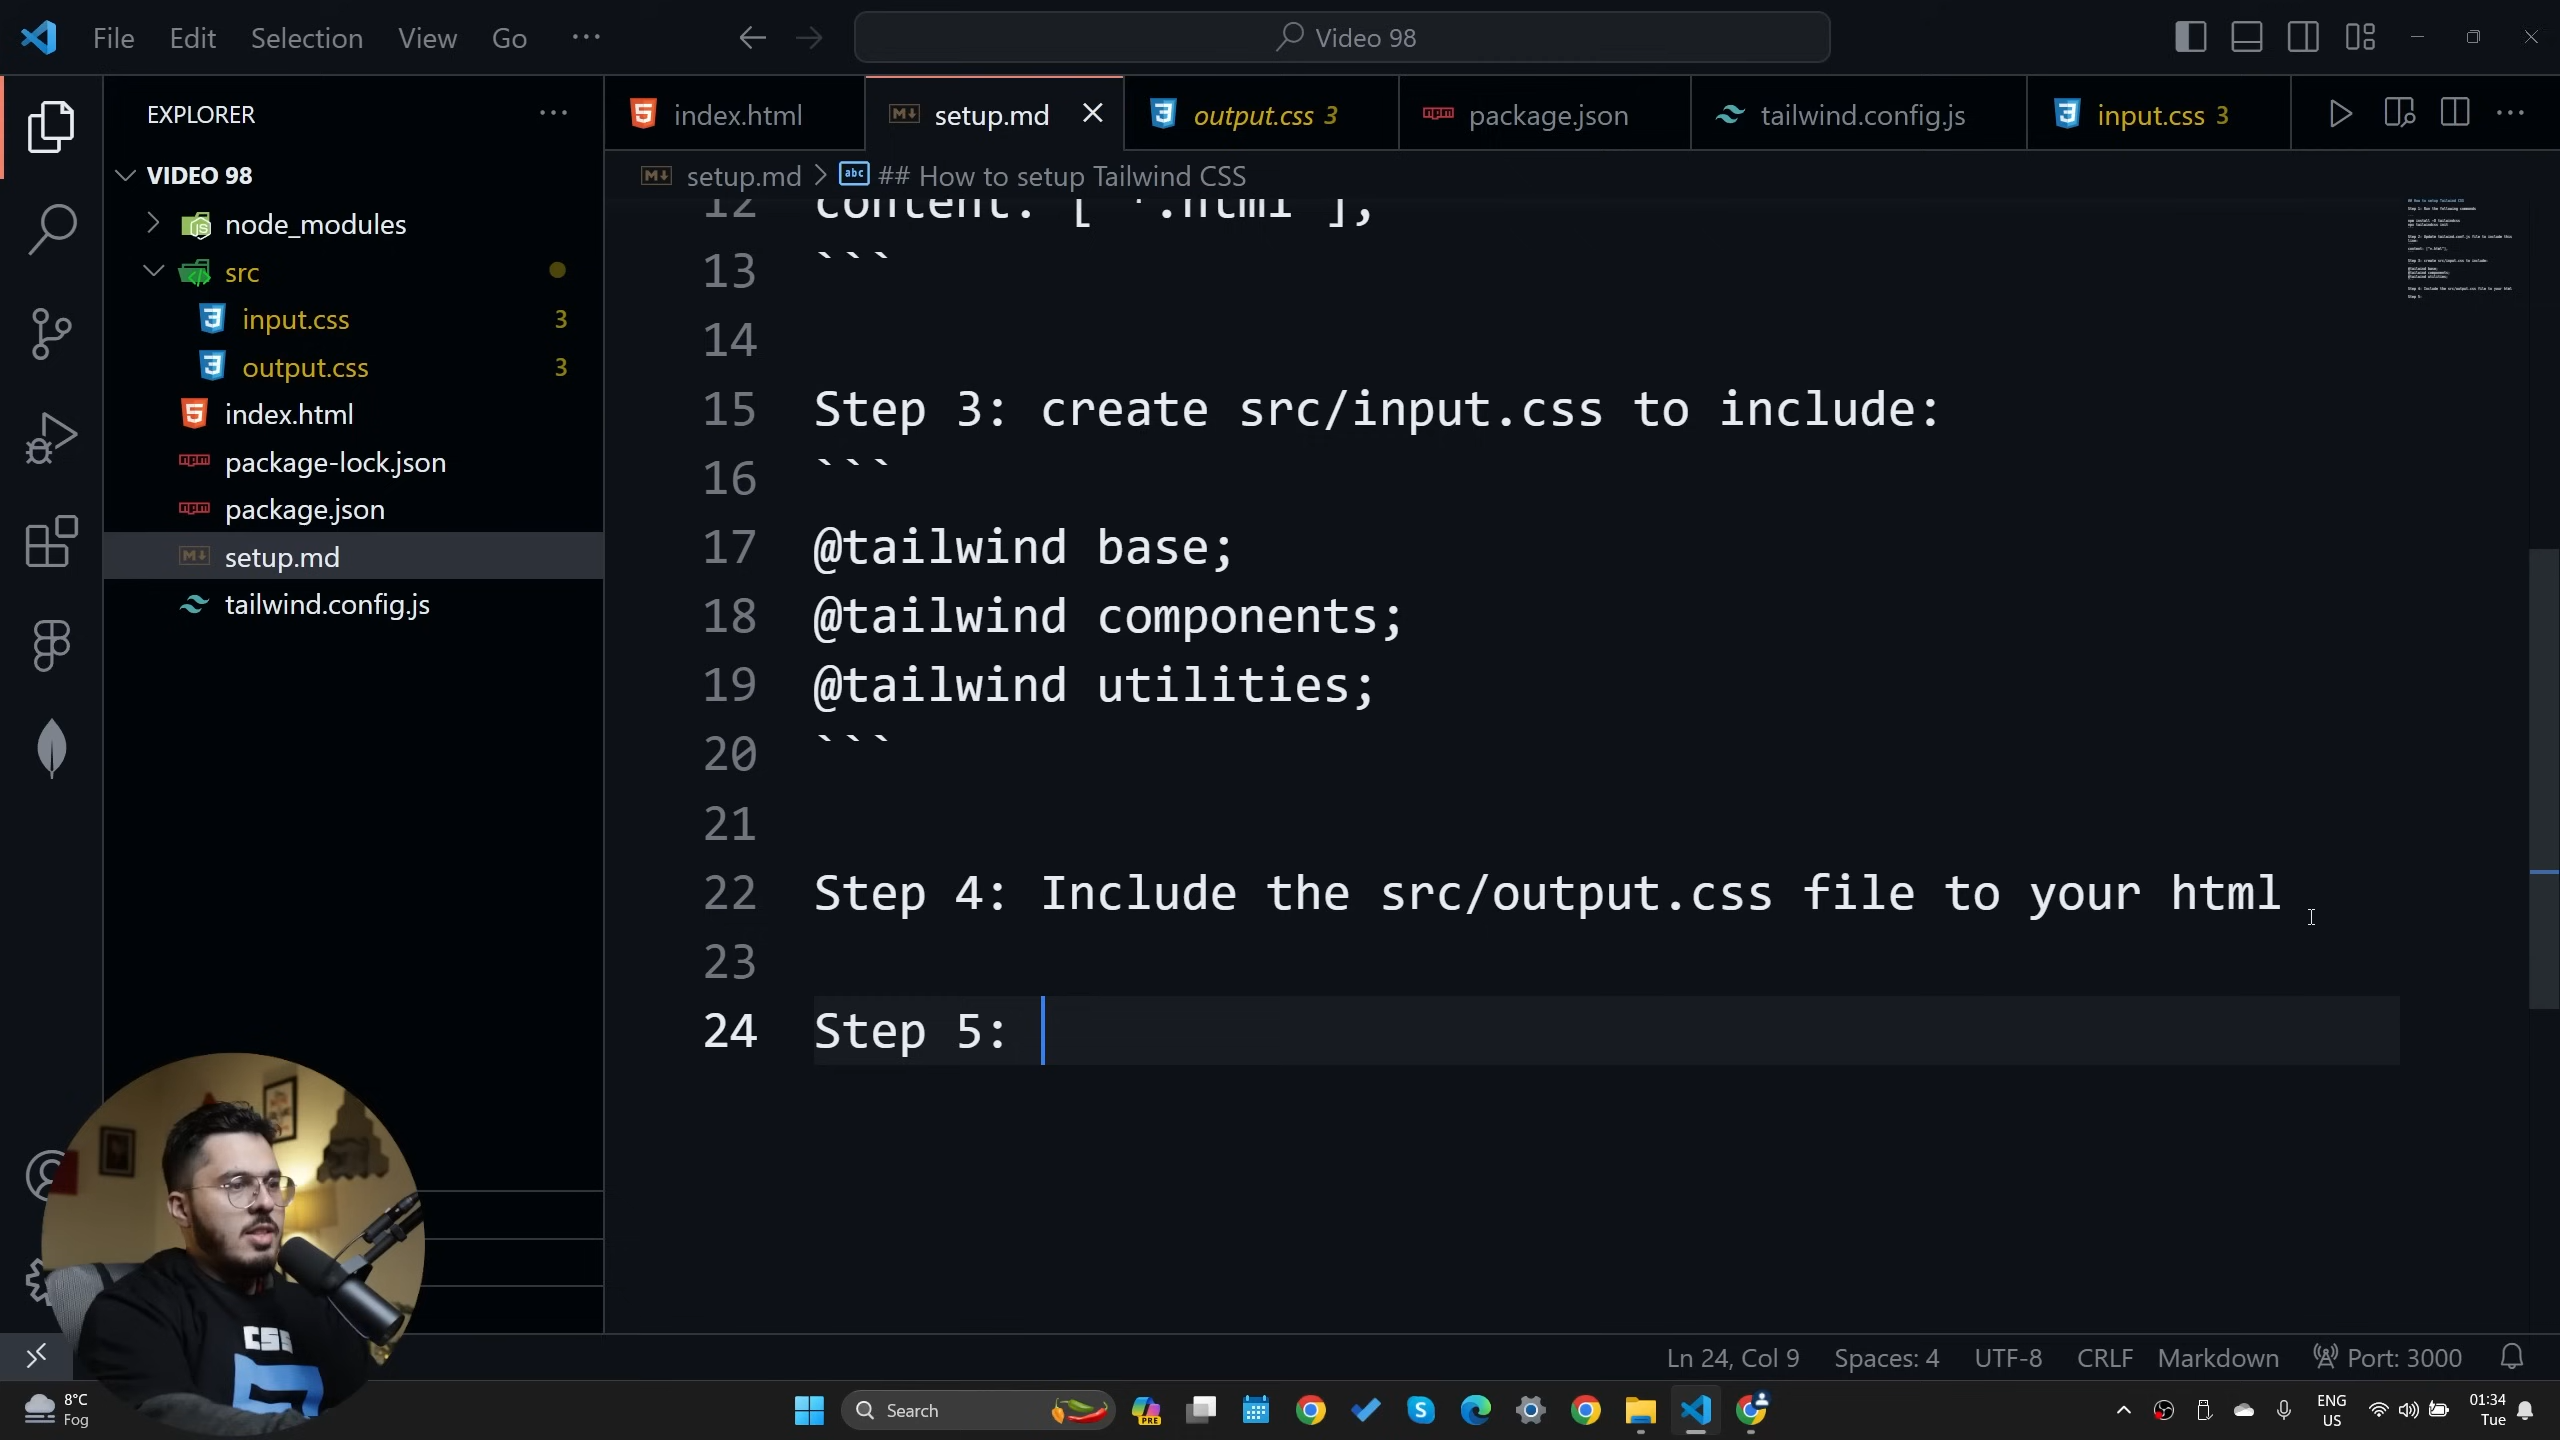 File Edit Selection View Go ··· Video 98
EXPLORER
VIDEO 98
node_modules
src
input.css 3
output.css 3
index.html
package-lock.json
package.json
setup.md
tailwind.config.js
index.html setup.md output.css 3 package.json tailwind.config.js input.css 3
setup.md > ## How to setup Tailwind CSS
12 content: ["*.html"],
13 ```
14
15 Step 3: create src/input.css to include:
16 ```
17 @tailwind base;
18 @tailwind components;
19 @tailwind utilities;
20 ```
21
22 Step 4: Include the src/output.css file to your html
23
24 Step 5:
CSS
Ln 24, Col 9 Spaces: 4 UTF-8 CRLF Markdown Port: 3000
8°C
Fog
Search
PRE
ENG
US
01:34
Tue